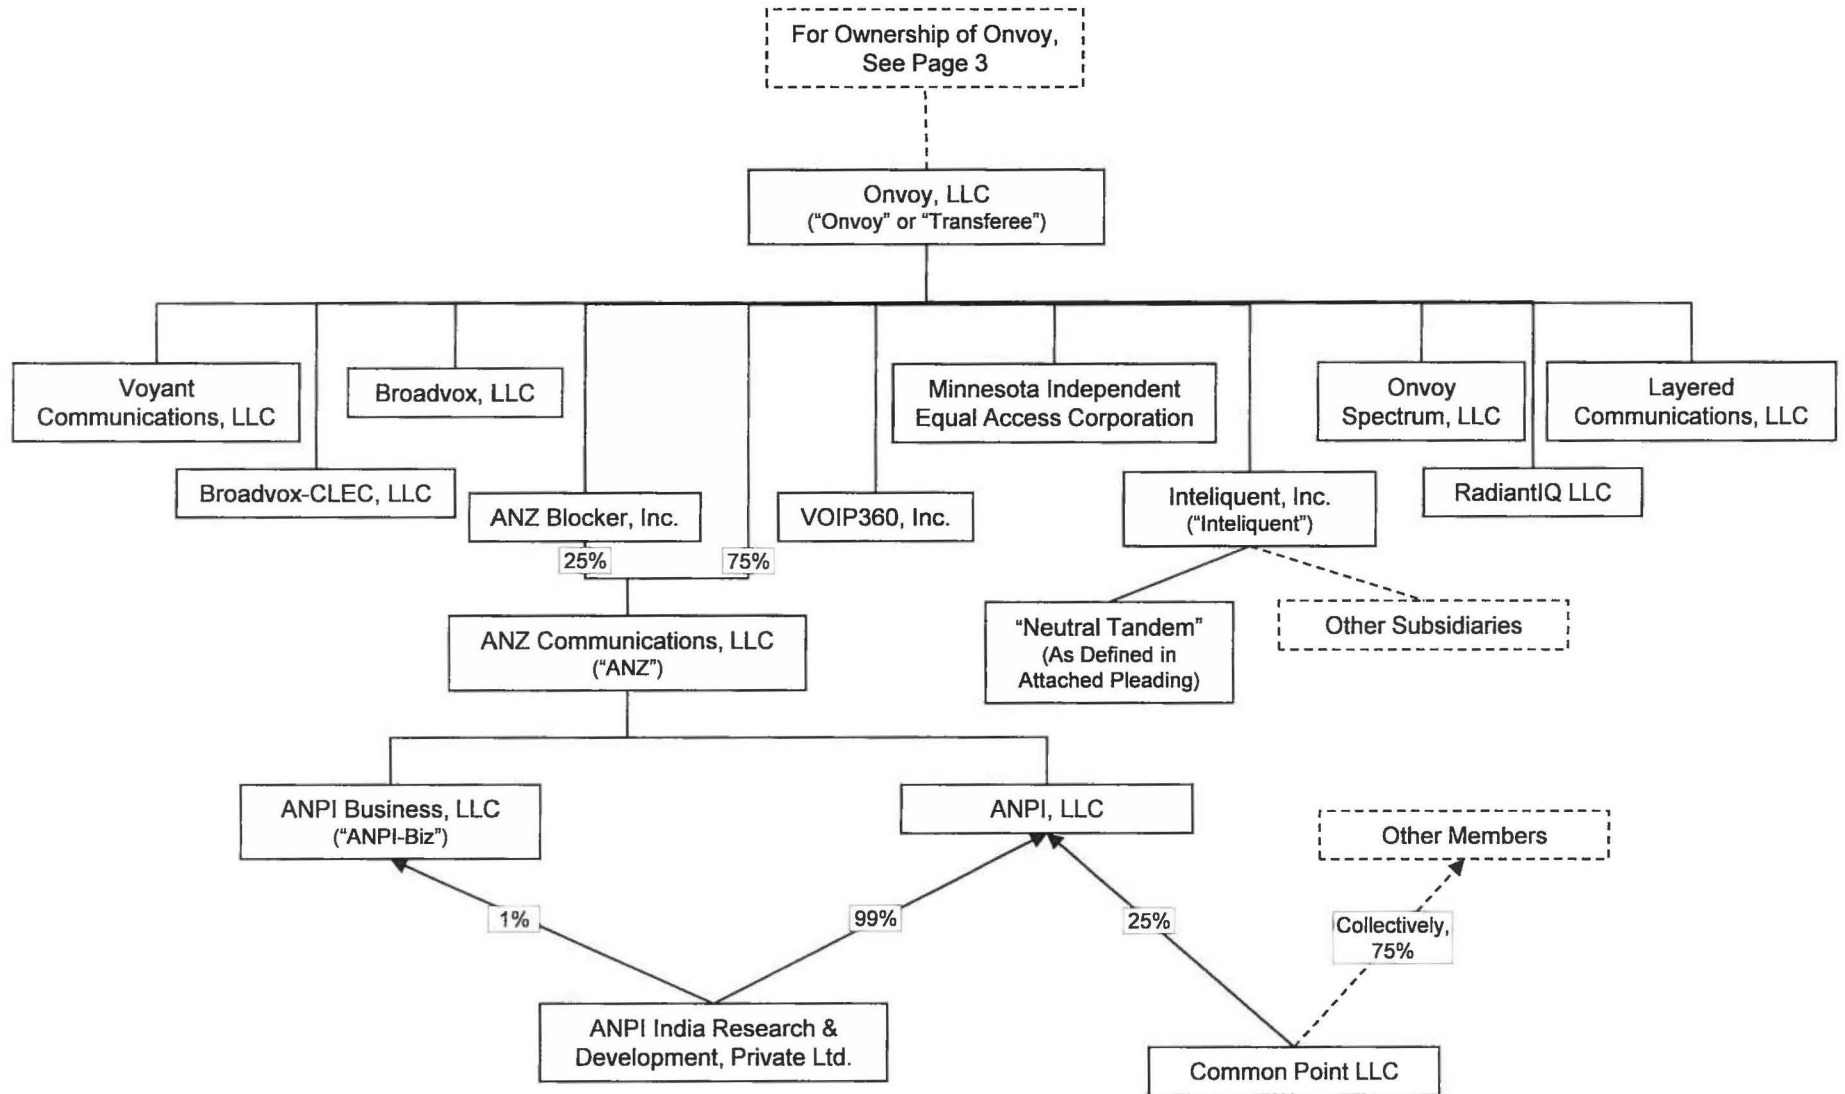 For Ownership of Onvoy,
See Page 3
Onvoy, LLC
(“Onvoy” or “Transferee”)
Voyant
Communications, LLC
Broadvox, LLC
Minnesota Independent
Equal Access Corporation
Onvoy
Spectrum, LLC
Layered
Communications, LLC
Broadvox-CLEC, LLC
ANZ Blocker, Inc.
VOIP360, Inc.
Inteliquent, Inc.
(“Inteliquent”)
RadiantIQ LLC
25%
75%
ANZ Communications, LLC
(“ANZ”)
“Neutral Tandem”
(As Defined in
Attached Pleading)
Other Subsidiaries
ANPI Business, LLC
(“ANPI-Biz”)
ANPI, LLC
Other Members
1%
99%
25%
Collectively,
75%
ANPI India Research &
Development, Private Ltd.
Common Point LLC